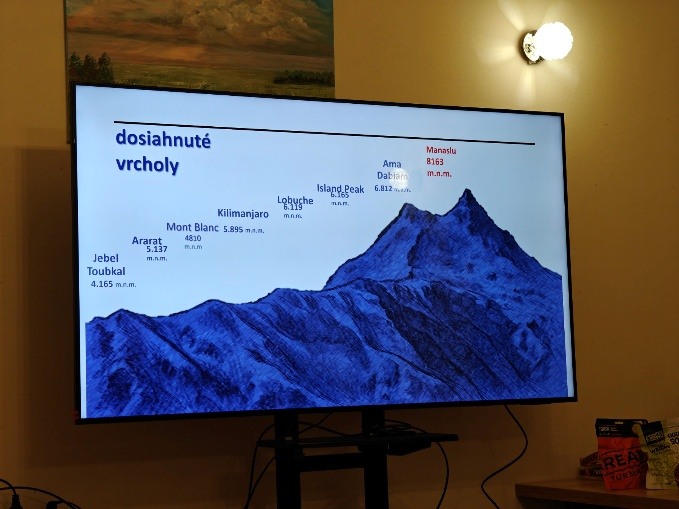 dosiahnuté
vrcholy
Manaslu
8163
m.n.m.
Ama
Dablam
6.812 m.n.m.
Island Peak
6.165
m.n.m.
Lobuche
6.119
m.n.m.
Kilimanjaro
5.895 m.n.m.
Mont Blanc
4810
m.n.m
Ararat
5.137
m.n.m.
Jebel
Toubkal
4.165 m.n.m.
REA